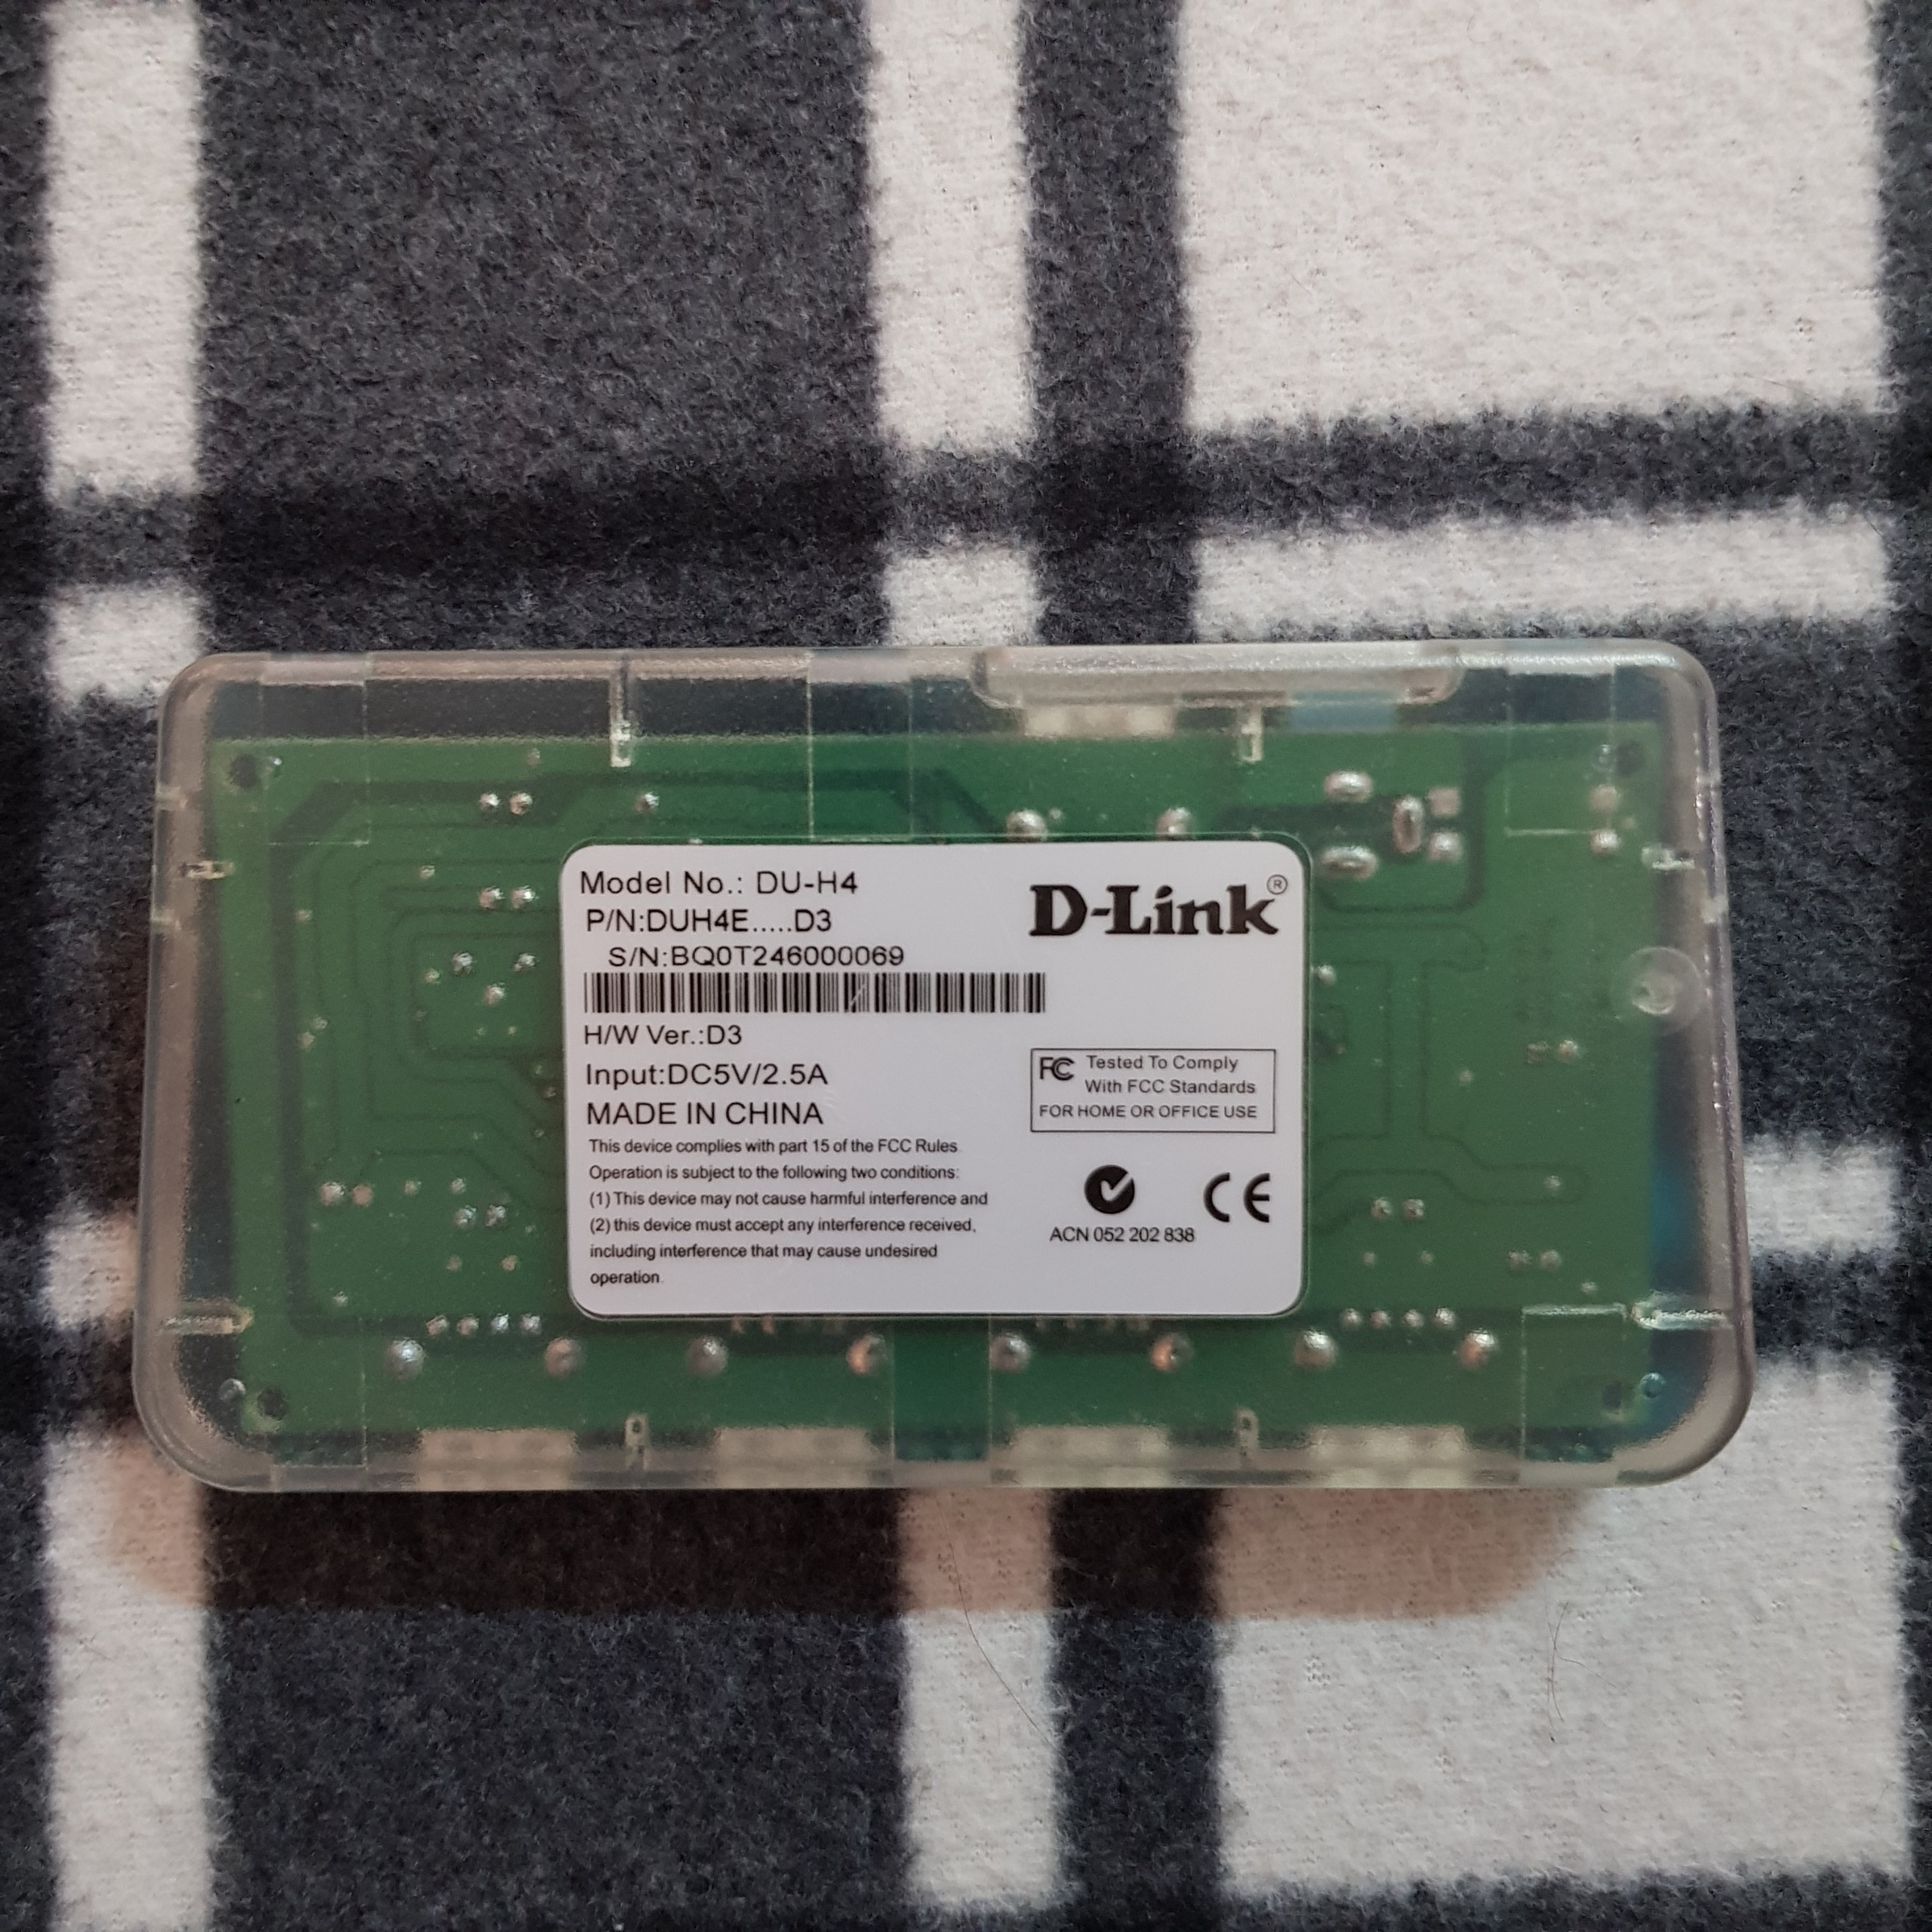 Model No.: DU-H4
P/N:DUH4E.....D3
S/N:BQ0T246000069
D-Link®
H/W Ver.:D3
Input:DC5V/2.5A
MADE IN CHINA
This device complies with part 15 of the FCC Rules.
Operation is subject to the following two conditions:
(1) This device may not cause harmful interference and
(2) this device must accept any interference received,
including interference that may cause undesired
operation.
FC Tested To Comply
With FCC Standards
FOR HOME OR OFFICE USE
CE
ACN 052 202 838